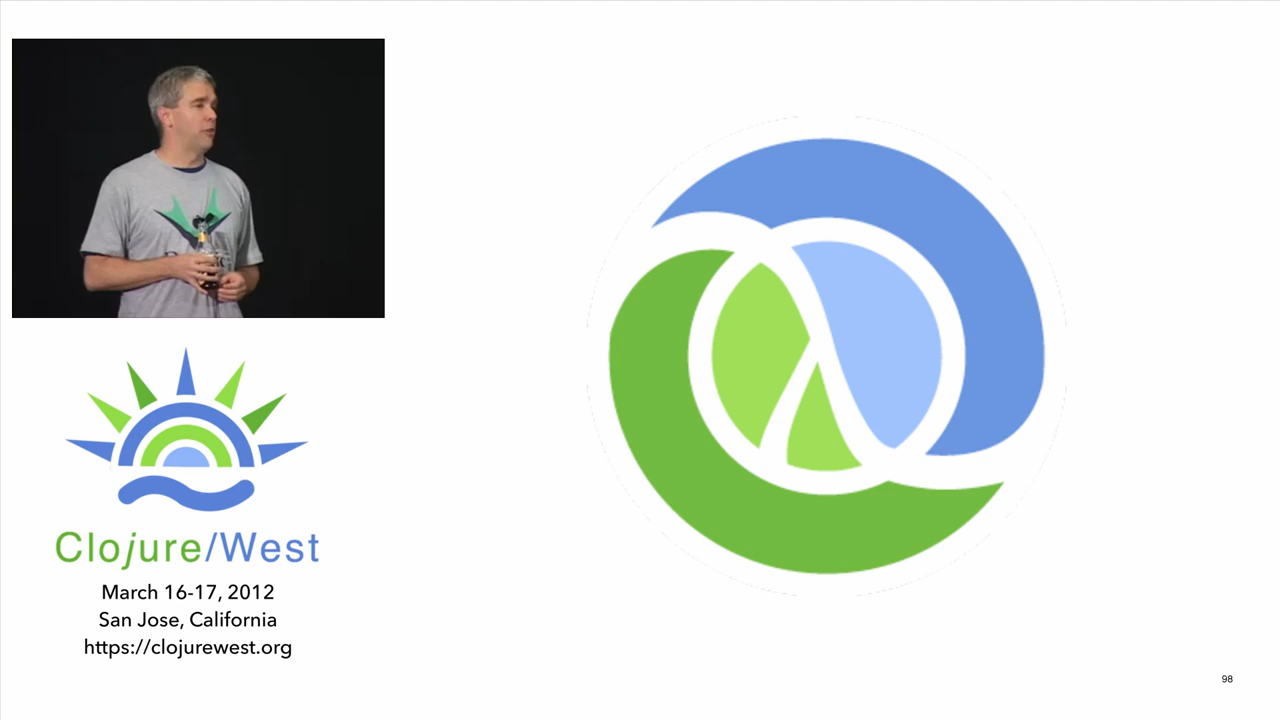 Clojure/West
March 16-17, 2012
San Jose, California
https://clojurewest.org
98